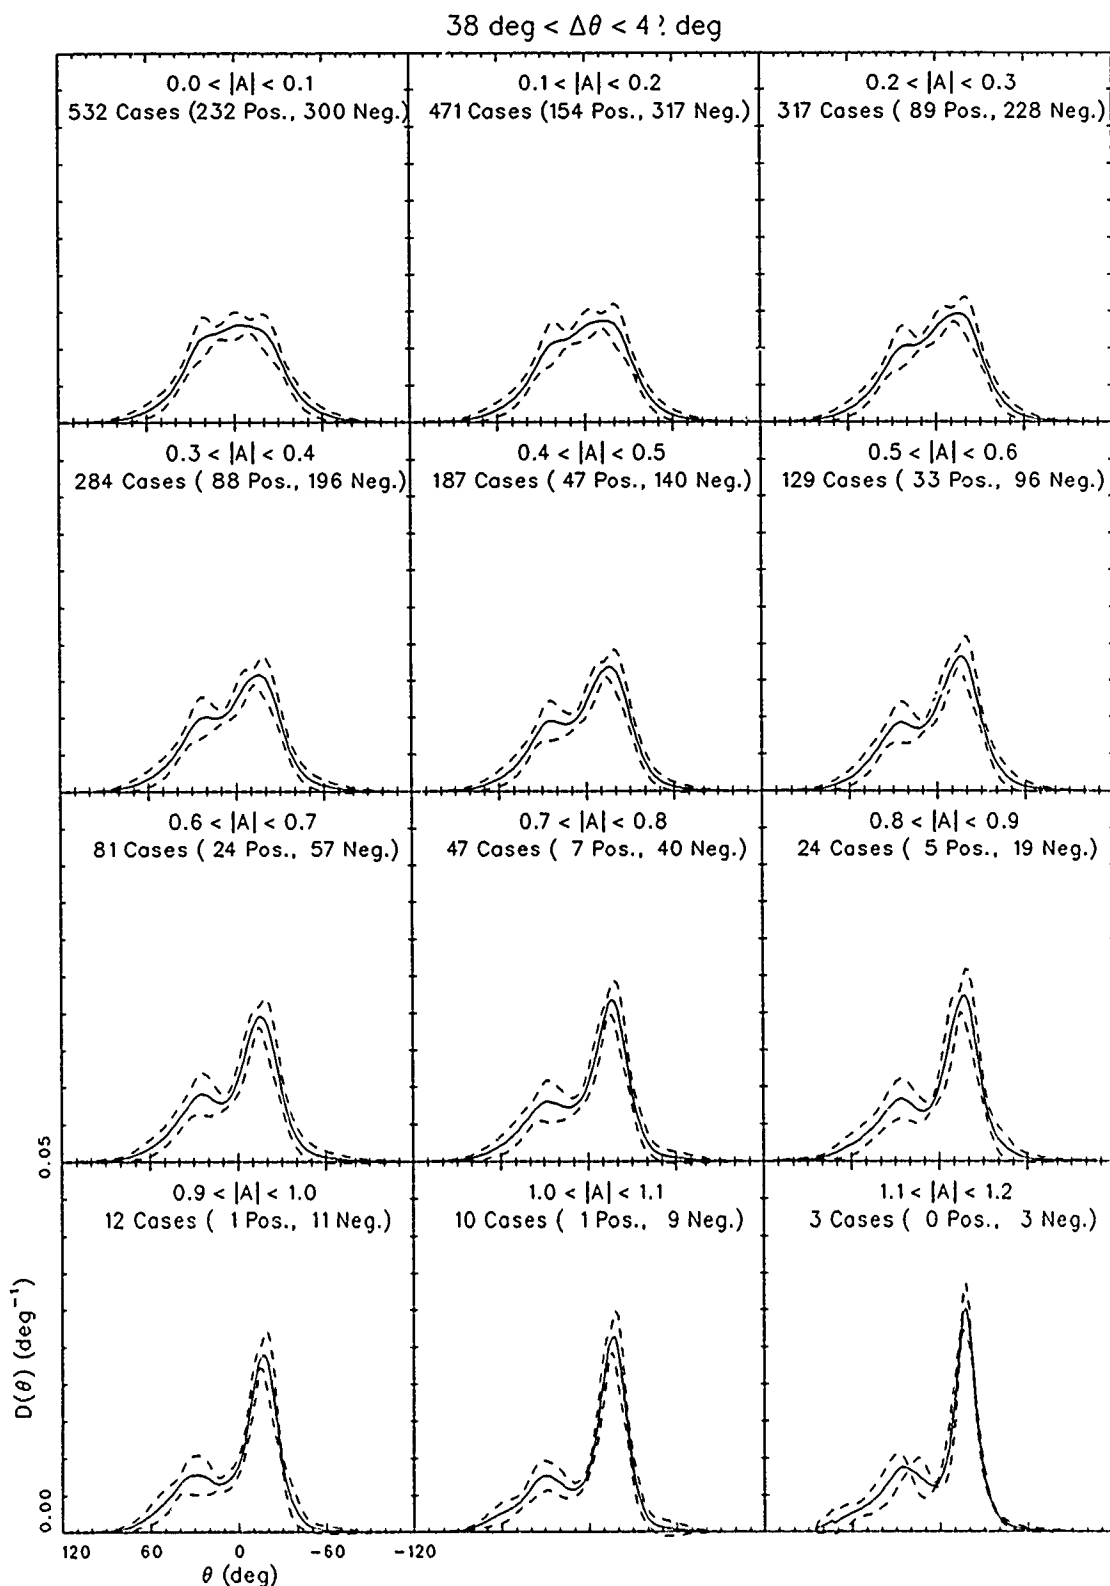 38 deg < Δθ < 42 deg
0.0 < |A| < 0.1
532 Cases (232 Pos., 300 Neg.)
0.1 < |A| < 0.2
471 Cases (154 Pos., 317 Neg.)
0.2 < |A| < 0.3
317 Cases ( 89 Pos., 228 Neg.)
0.3 < |A| < 0.4
284 Cases ( 88 Pos., 196 Neg.)
0.4 < |A| < 0.5
187 Cases ( 47 Pos., 140 Neg.)
0.5 < |A| < 0.6
129 Cases ( 33 Pos., 96 Neg.)
0.6 < |A| < 0.7
81 Cases ( 24 Pos., 57 Neg.)
0.7 < |A| < 0.8
47 Cases ( 7 Pos., 40 Neg.)
0.8 < |A| < 0.9
24 Cases ( 5 Pos., 19 Neg.)
0.9 < |A| < 1.0
12 Cases ( 1 Pos., 11 Neg.)
1.0 < |A| < 1.1
10 Cases ( 1 Pos., 9 Neg.)
1.1 < |A| < 1.2
3 Cases ( 0 Pos., 3 Neg.)
0.05
D(θ) (deg⁻¹)
0.00
120 60 0 -60 -120
θ (deg)